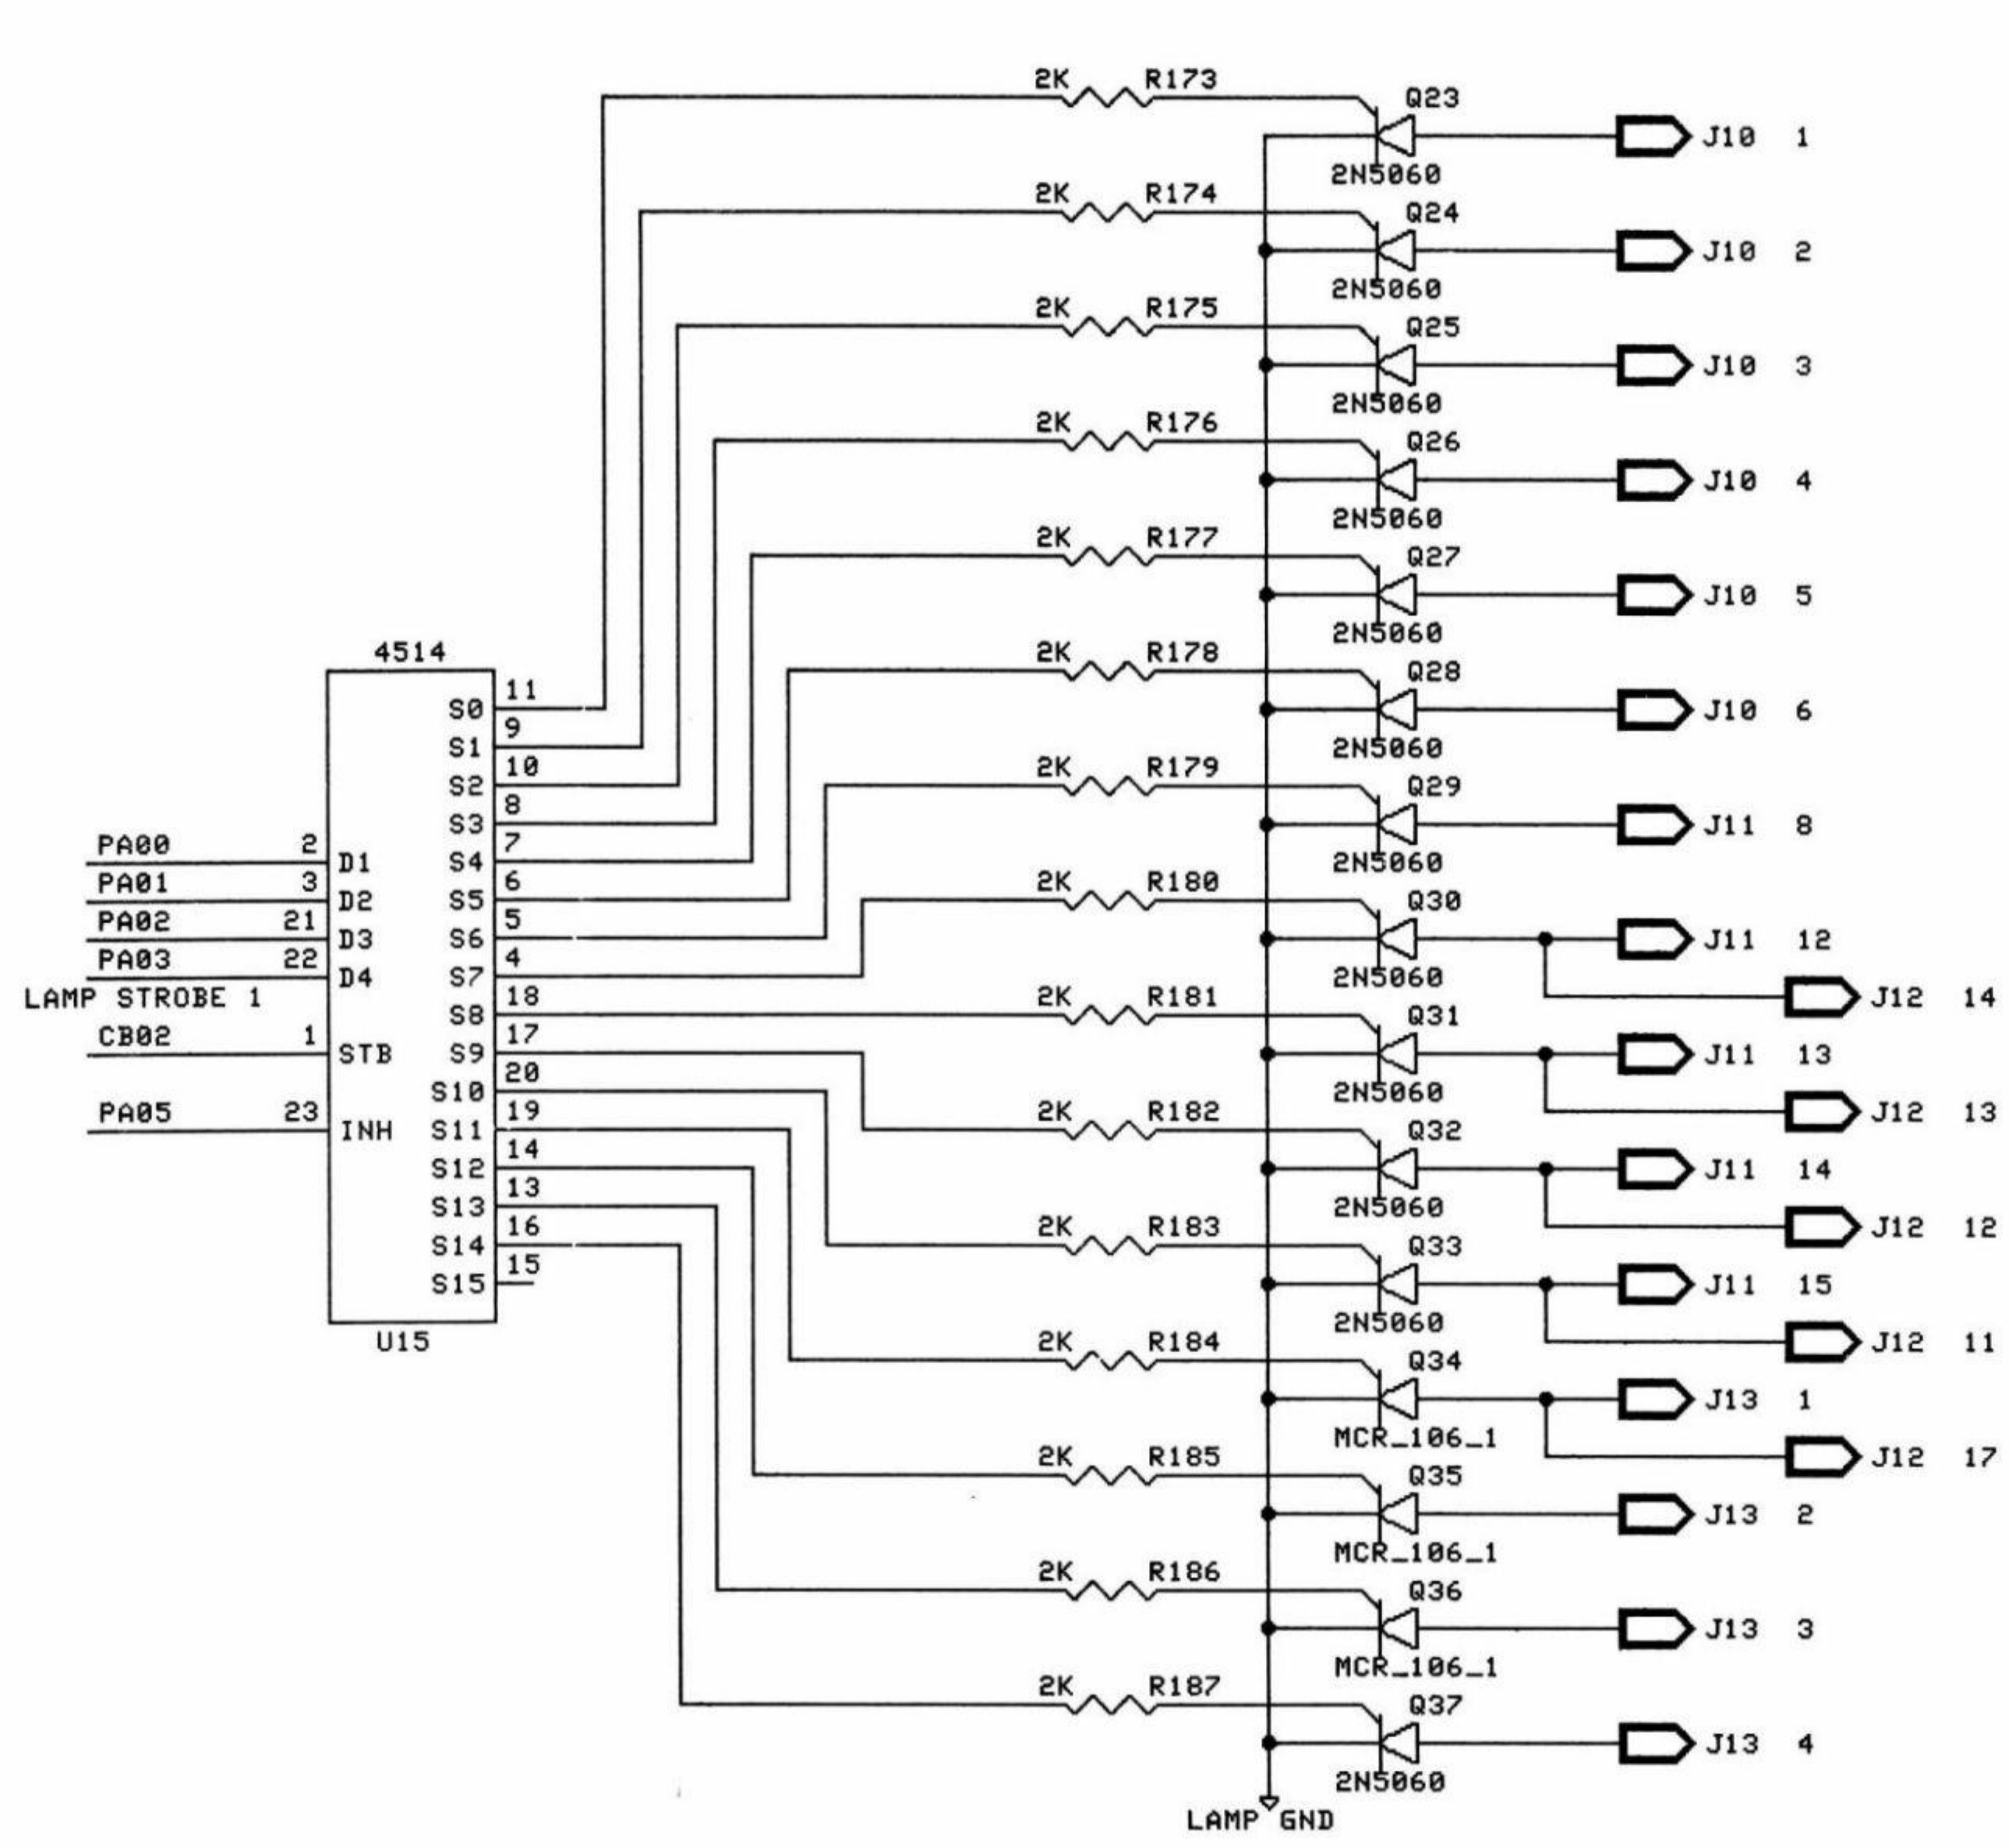 2K R173
Q23
J10 1
2N5060
2K R174
Q24
J10 2
2N5060
2K R175
Q25
J10 3
2N5060
2K R176
Q26
J10 4
2N5060
2K R177
Q27
J10 5
2N5060
4514
2K R178
Q28
J10 6
2N5060
S0 11
S1 9
S2 10
S3 8
S4 7
S5 6
S6 5
S7 4
S8 18
S9 17
S10 20
S11 19
S12 14
S13 13
S14 16
S15 15
PA00 2 D1
PA01 3 D2
PA02 21 D3
PA03 22 D4
LAMP STROBE 1
CB02 1 STB
PA05 23 INH
U15
2K R179
Q29
J11 8
2N5060
2K R180
Q30
J11 12
2N5060
J12 14
2K R181
Q31
J11 13
2N5060
J12 13
2K R182
Q32
J11 14
2N5060
J12 12
2K R183
Q33
J11 15
2N5060
J12 11
2K R184
Q34
J13 1
MCR_106_1
J12 17
2K R185
Q35
J13 2
MCR_106_1
2K R186
Q36
J13 3
MCR_106_1
2K R187
Q37
J13 4
2N5060
LAMP GND